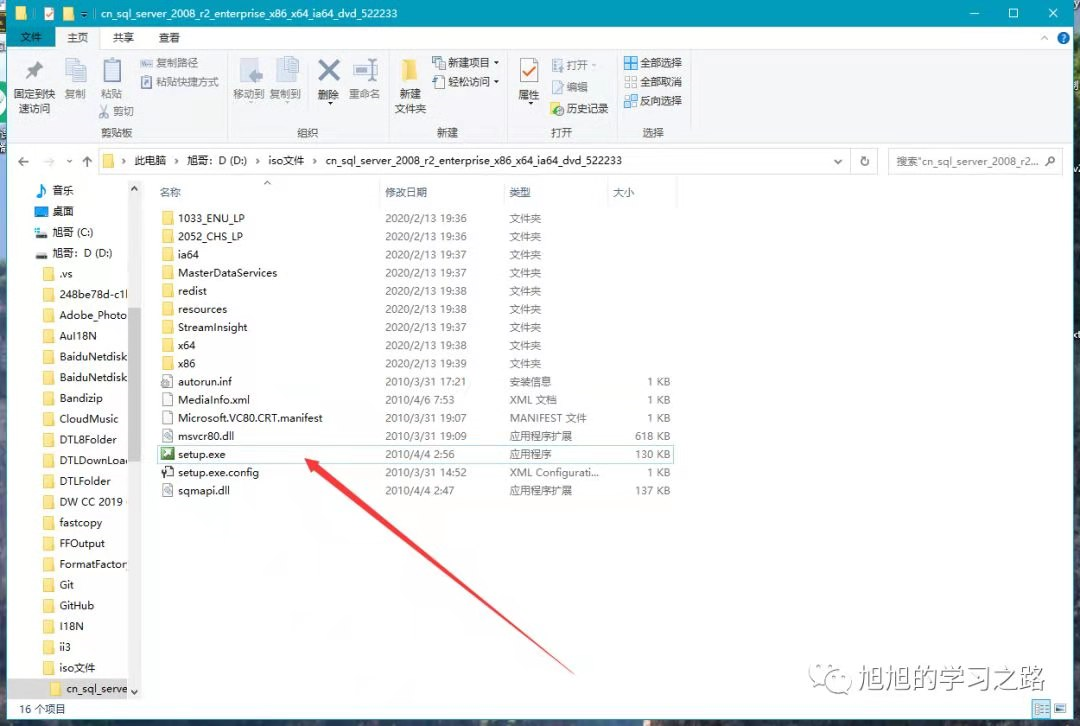 cn_sql_server_2008_r2_enterprise_x86_x64_ia64_dvd_522233
文件 主页 共享 查看
固定到快速访问
复制
粘贴
复制路径
粘贴快捷方式
剪切
剪贴板
移动到
复制到
删除
重命名
组织
新建文件夹
新建项目
轻松访问
新建
属性
打开
编辑
历史记录
打开
全部选择
全部取消
反向选择
选择
此电脑 › 旭哥：D (D:) › iso文件 › cn_sql_server_2008_r2_enterprise_x86_x64_ia64_dvd_522233
搜索"cn_sql_server_2008_r2...
音乐
桌面
旭哥 (C:)
旭哥：D (D:)
.vs
248be78d-c1
Adobe_Photo
AuI18N
BaiduNetdisk
BaiduNetdisk
Bandizip
CloudMusic
DTL8Folder
DTLDownLoa
DTLFolder
DW CC 2019
fastcopy
FFOutput
FormatFactor
Git
GitHub
I18N
ii3
iso文件
cn_sql_serve
名称 修改日期 类型 大小
1033_ENU_LP 2020/2/13 19:36 文件夹
2052_CHS_LP 2020/2/13 19:36 文件夹
ia64 2020/2/13 19:37 文件夹
MasterDataServices 2020/2/13 19:37 文件夹
redist 2020/2/13 19:38 文件夹
resources 2020/2/13 19:38 文件夹
StreamInsight 2020/2/13 19:37 文件夹
x64 2020/2/13 19:38 文件夹
x86 2020/2/13 19:39 文件夹
autorun.inf 2010/3/31 17:21 安装信息 1 KB
MediaInfo.xml 2010/4/6 7:53 XML 文档 1 KB
Microsoft.VC80.CRT.manifest 2010/3/31 19:07 MANIFEST 文件 1 KB
msvcr80.dll 2010/3/31 19:09 应用程序扩展 618 KB
setup.exe 2010/4/4 2:56 应用程序 130 KB
setup.exe.config 2010/3/31 14:52 XML Configurati... 1 KB
sqmapi.dll 2010/4/4 2:47 应用程序扩展 137 KB
旭旭的学习之路
16 个项目